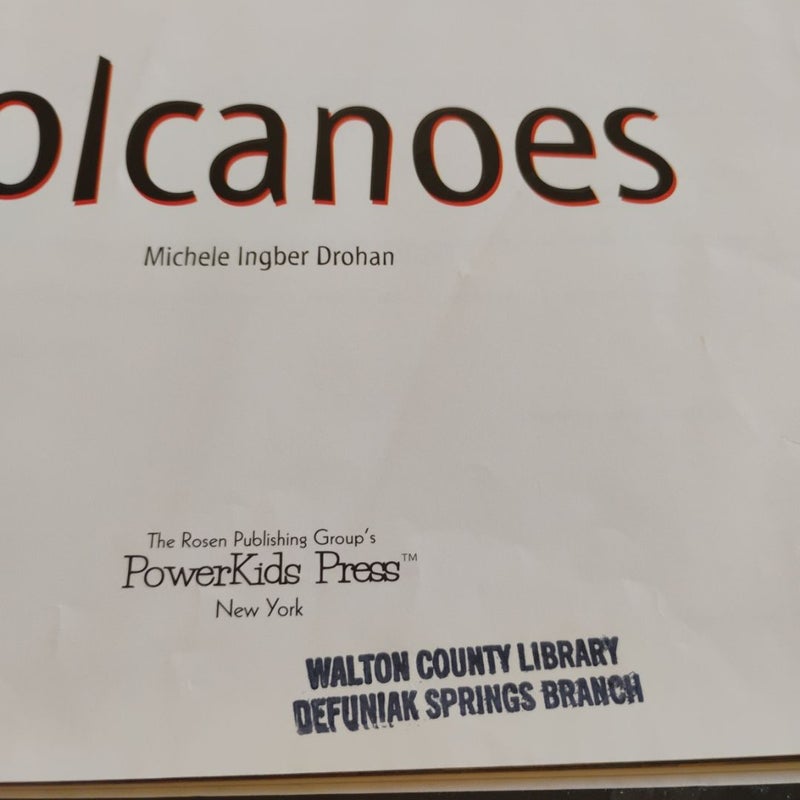 olcanoes
Michele Ingber Drohan
The Rosen Publishing Group's
PowerKids Press™
New York
WALTON COUNTY LIBRARY
DEFUNIAK SPRINGS BRANCH